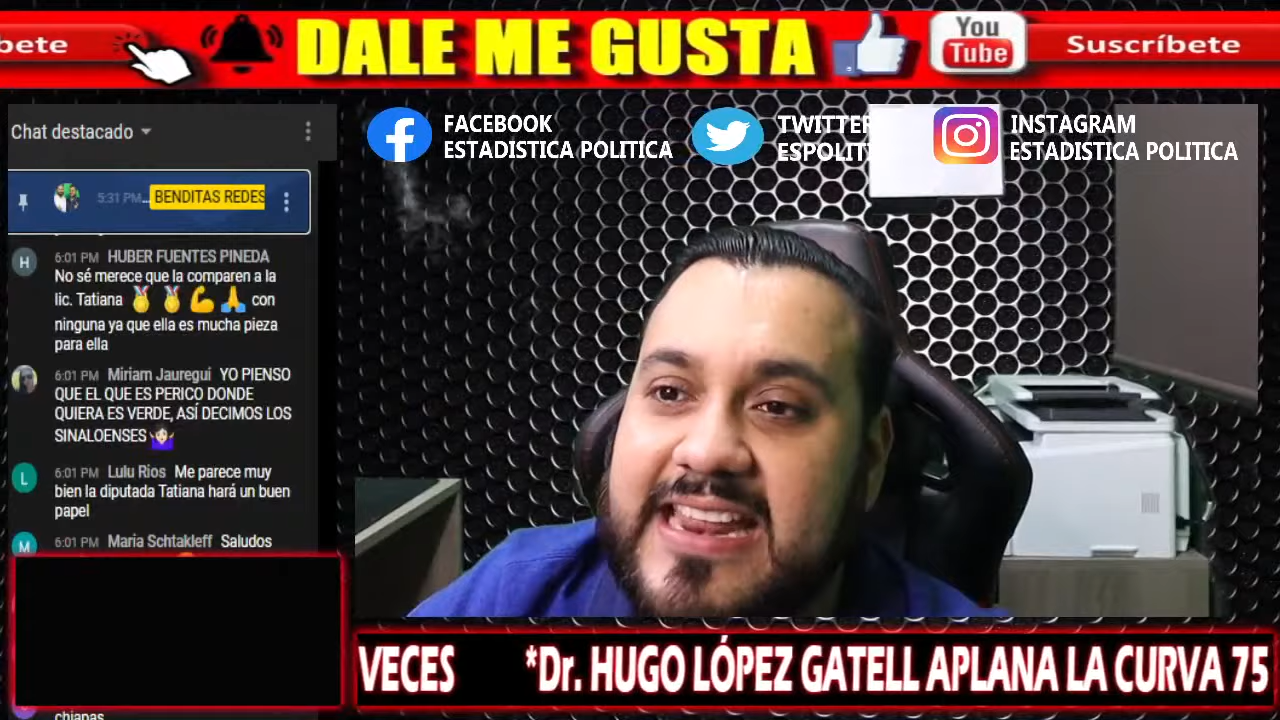 bete
DALE ME GUSTA
You
Tube
Suscríbete
Chat destacado
FACEBOOK
ESTADISTICA POLITICA
TWITTER
ESPOLIT
INSTAGRAM
ESTADISTICA POLITICA
5:31 PM... BENDITAS REDES
H
6:01 PM HUBER FUENTES PINEDA
No sé merece que la comparen a la
lic. Tatiana 🥇🥇💪🙏 con
ninguna ya que ella es mucha pieza
para ella
6:01 PM Miriam Jauregui YO PIENSO
QUE EL QUE ES PERICO DONDE
QUIERA ES VERDE, ASÍ DECIMOS LOS
SINALOENSES🤷
L
6:01 PM Lulu Rios Me parece muy
bien la diputada Tatiana hará un buen
papel
M
6:01 PM Maria Schtakleff Saludos
chiapas
VECES *Dr. HUGO LÓPEZ GATELL APLANA LA CURVA 75